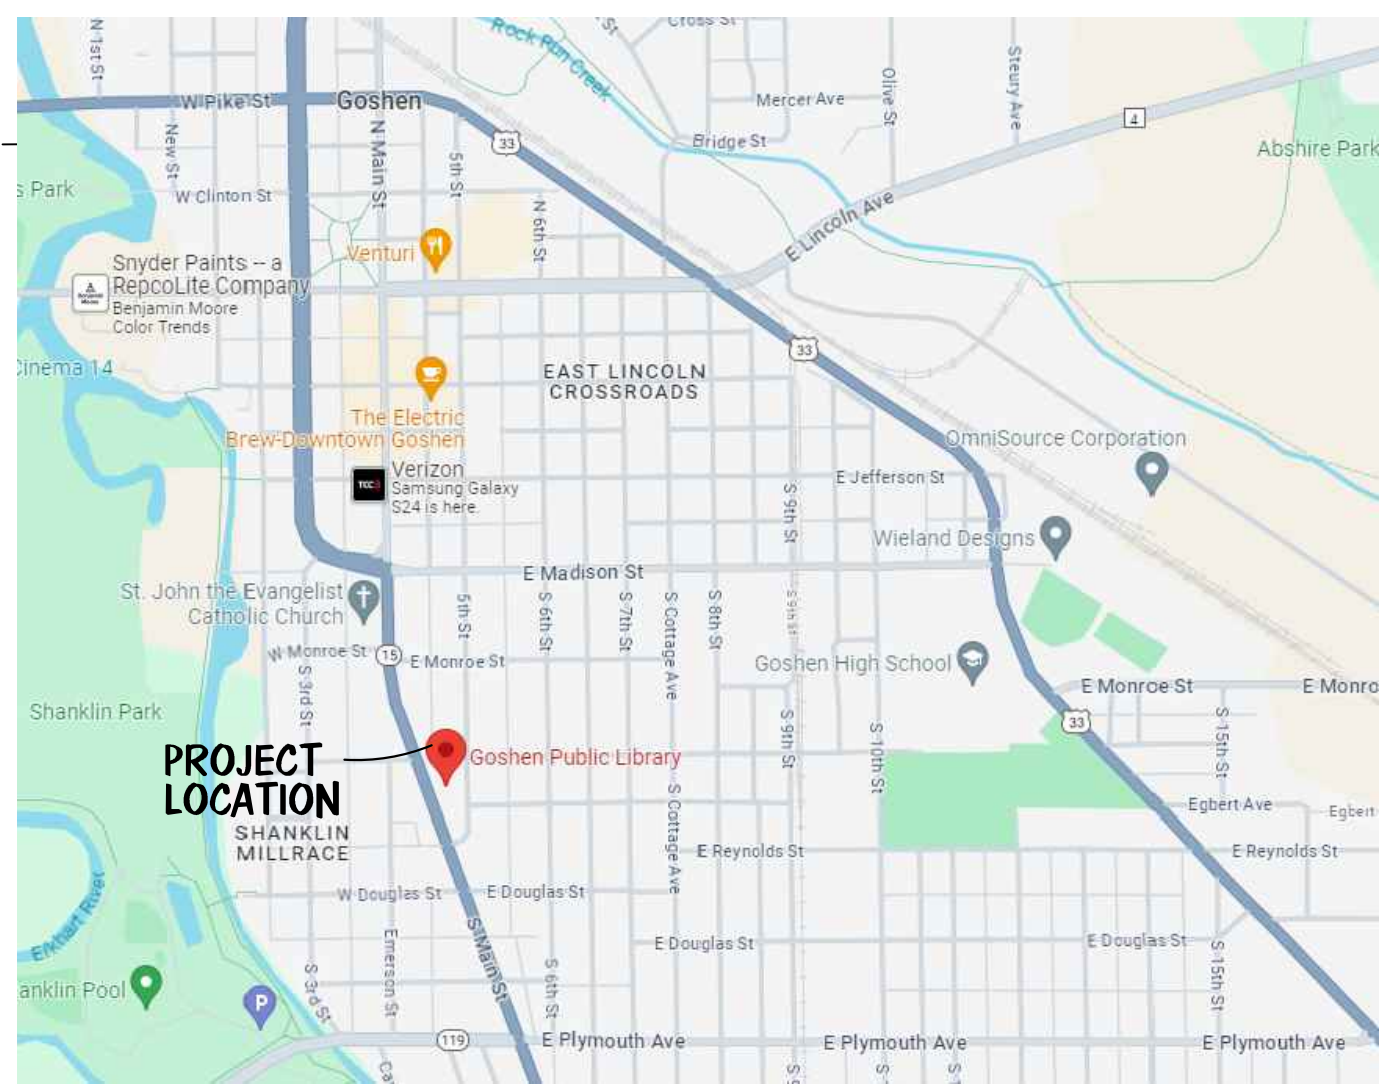 Cross St
St
N 1st St
Rock Run Creek
Steury Ave
Olive St
W Pike St
Goshen
Mercer Ave
4
33
Bridge St
Abshire Park
New St
N Main St
5th St
s Park
W Clinton St
N 6th St
E Lincoln Ave
Venturi
Snyder Paints -- a
RepcoLite Company
Benjamin Moore
Color Trends
33
Cinema 14
EAST LINCOLN
CROSSROADS
The Electric
Brew-Downtown Goshen
OmniSource Corporation
Verizon
Samsung Galaxy
S24 is here.
TCC
E Jefferson St
S 9th St
Wieland Designs
E Madison St
St. John the Evangelist
Catholic Church
5th St
S 6th St
S 7th St
S Cottage Ave
S 8th St
S 9th St
W Monroe St
15
E Monroe St
Goshen High School
S 3rd St
E Monroe St
E Monro
Shanklin Park
33
S 9th St
S 10th St
S 15th St
PROJECT
LOCATION
Goshen Public Library
SHANKLIN
MILLRACE
S Cottage Ave
Egbert Ave
Egbert
E Reynolds St
E Reynolds St
W Douglas St
E Douglas St
Elkhart River
Emerson St
S Main St
E Douglas St
E Douglas St
S 15th St
S 3rd St
S 6th St
anklin Pool
P
119
E Plymouth Ave
E Plymouth Ave
E Plymouth Ave
S 1
S 1